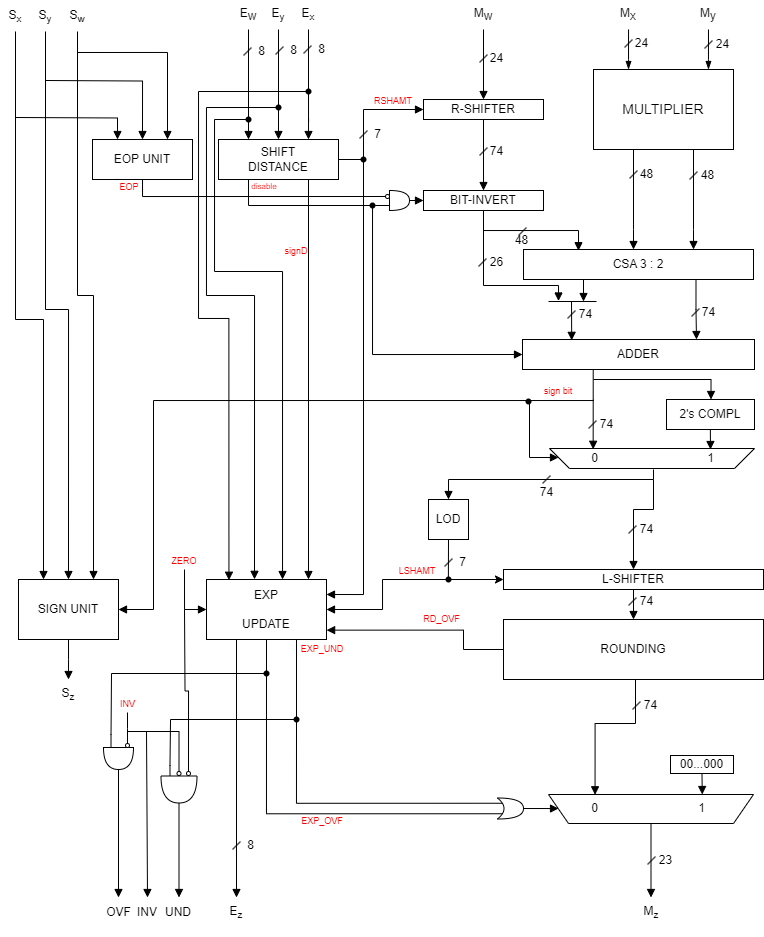 Sx Sy Sw EW Ey Ex MW MX My
8 8 8 24 24 24
RSHAMT
R-SHIFTER
MULTIPLIER
7
EOP UNIT
SHIFT
DISTANCE
74
48 48
EOP
disable
BIT-INVERT
48
signD
26
CSA 3 : 2
74 74
ADDER
sign bit
2's COMPL
74
0 1
74
LOD
74
ZERO
7
LSHAMT
L-SHIFTER
SIGN UNIT
EXP
UPDATE
74
RD_OVF
EXP_UND
ROUNDING
Sz
INV
74
00...000
0 1
EXP_OVF
8
23
OVF INV UND Ez Mz